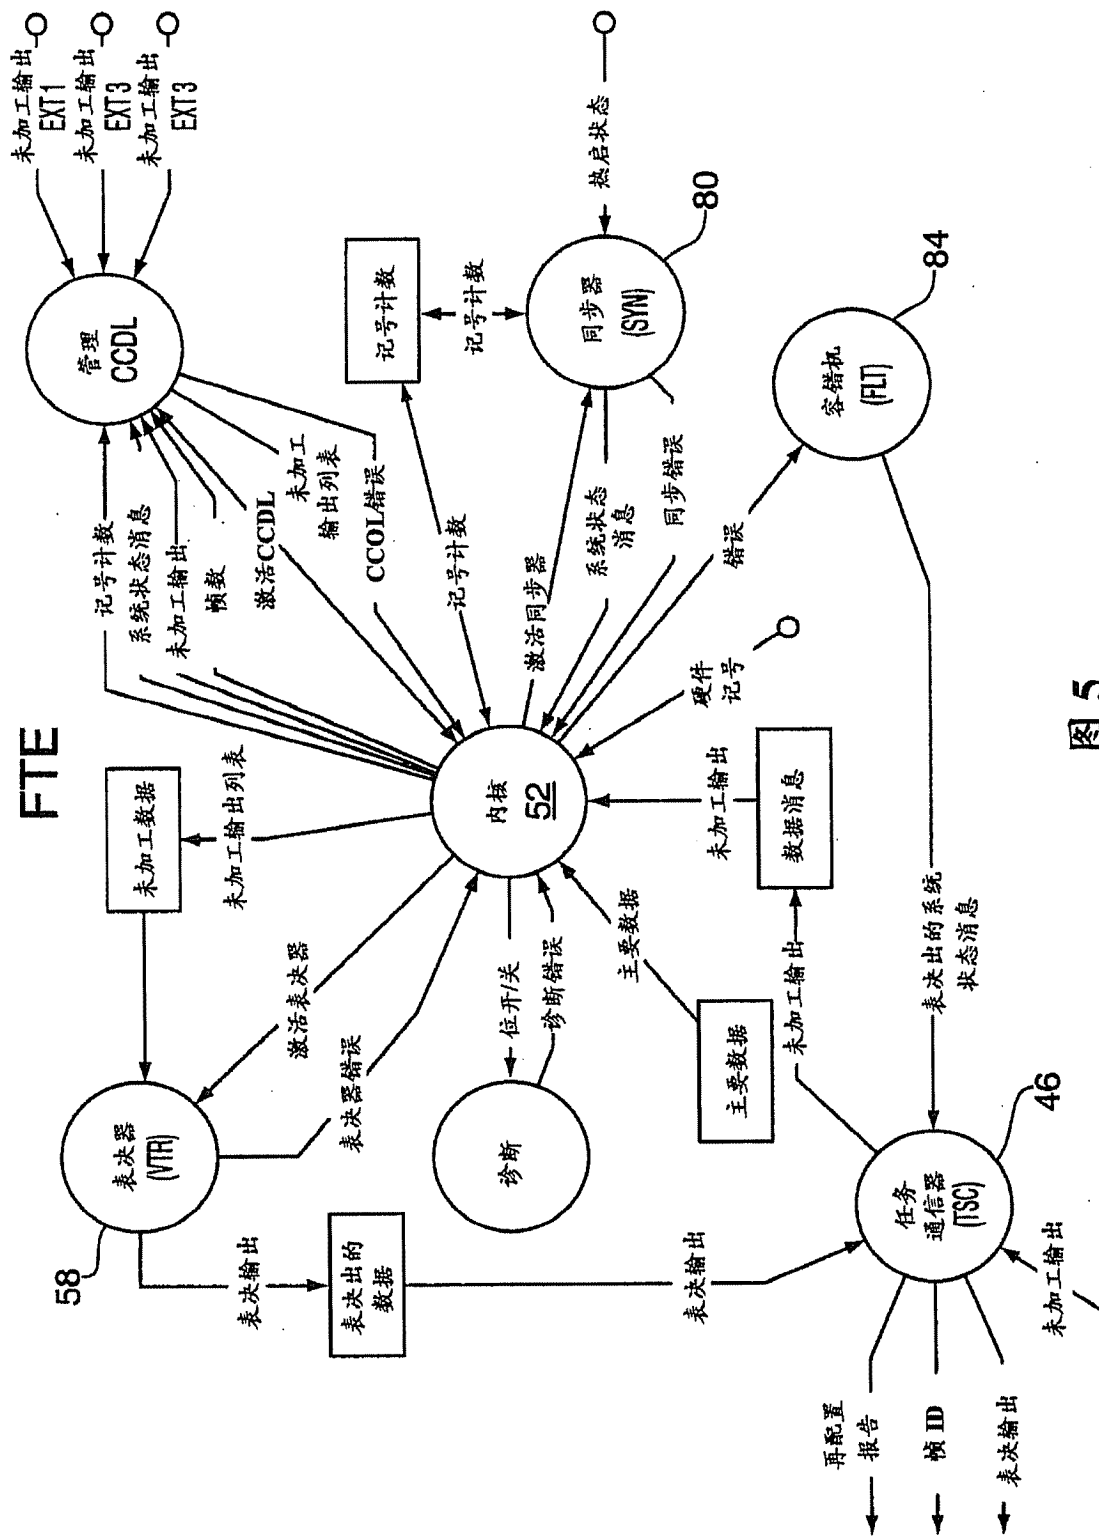 FTE
未加工输出
EXT1
未加工输出
EXT3
未加工输出
EXT3
管理
CCDL
记号计数
系统状态消息
未加工输出
帧数
激活CCDL
未加工
输出列表
CCOL错误
未加工数据
未加工输出列表
表决器
(VTR)
58
激活表决器
表决器错误
表决输出
表决出的
数据
表决输出
内核
52
位开/关
诊断错误
诊断
记号计数
记号计数
记号计数
热启状态
同步器
(SYN)
80
激活同步器
系统状态
消息
同步错误
错误
容错机
(FLT)
84
硬件
记号
未加工输出
数据消息
未加工输出
主要数据
主要数据
表决出的系统
状态消息
任务
通信器
(TSC)
46
未加工输出
再配置
报告
帧 ID
表决输出
图 5